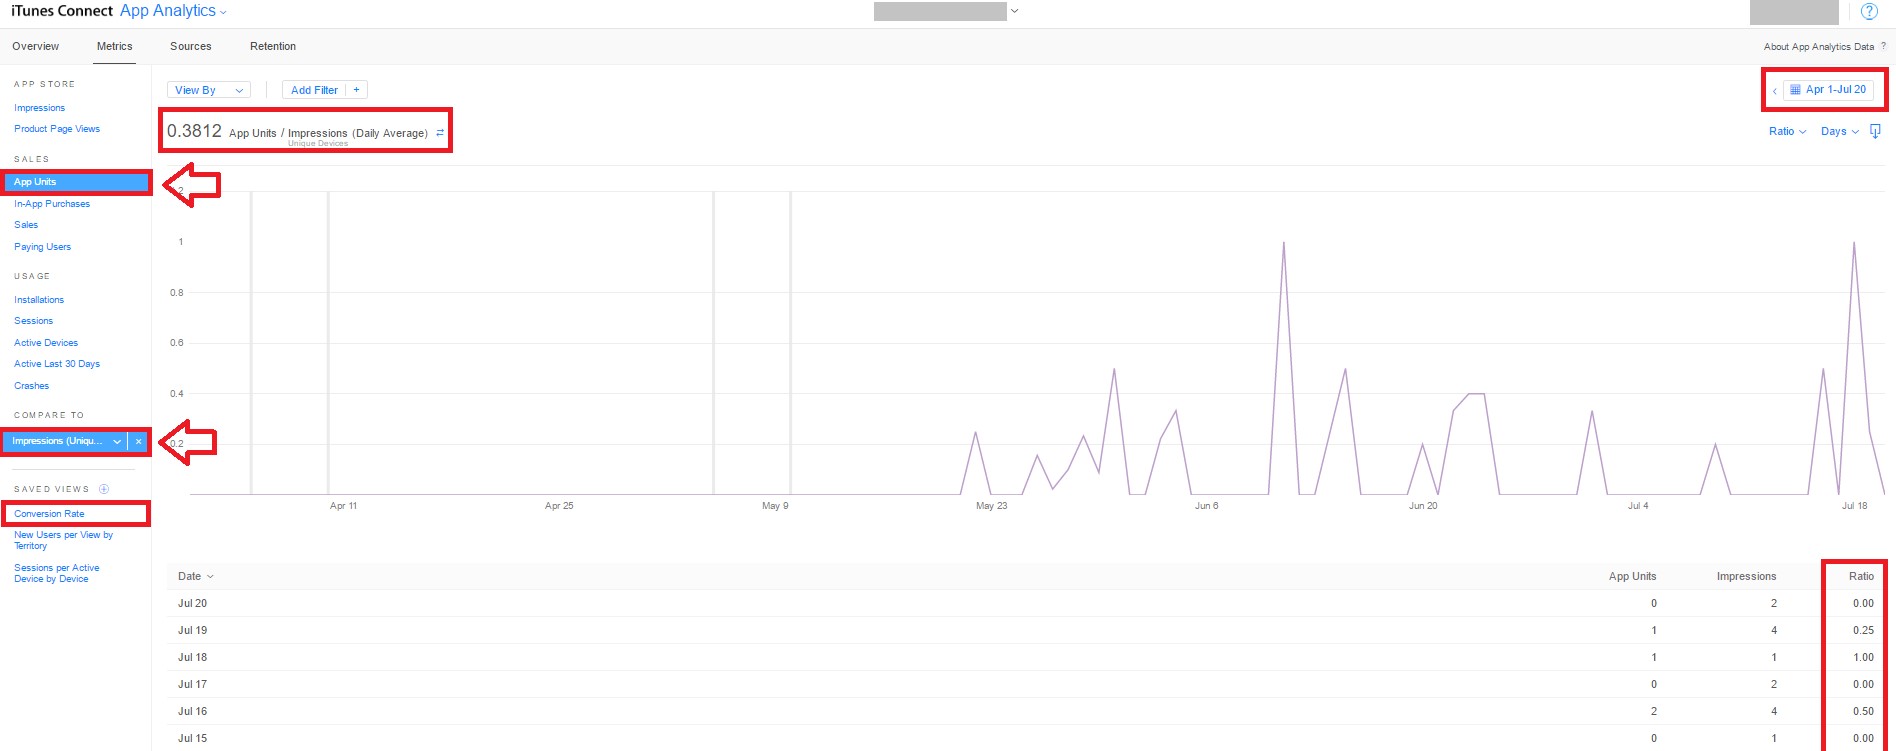 iTunes Connect App Analytics
?
Overview Metrics Sources Retention
About App Analytics Data ?
APP STORE
Impressions
Product Page Views
SALES
App Units
In-App Purchases
Sales
Paying Users
USAGE
Installations
Sessions
Active Devices
Active Last 30 Days
Crashes
COMPARE TO
Impressions (Uniqu... ×
SAVED VIEWS +
Conversion Rate
New Users per View by
Territory
Sessions per Active
Device by Device
View By Add Filter +
Apr 1-Jul 20
0.3812 App Units / Impressions (Daily Average)
Unique Devices
Ratio Days
1
0.8
0.6
0.4
0.2
Apr 11 Apr 25 May 9 May 23 Jun 6 Jun 20 Jul 4 Jul 18
Date App Units Impressions Ratio
Jul 20 0 2 0.00
Jul 19 1 4 0.25
Jul 18 1 1 1.00
Jul 17 0 2 0.00
Jul 16 2 4 0.50
Jul 15 0 1 0.00